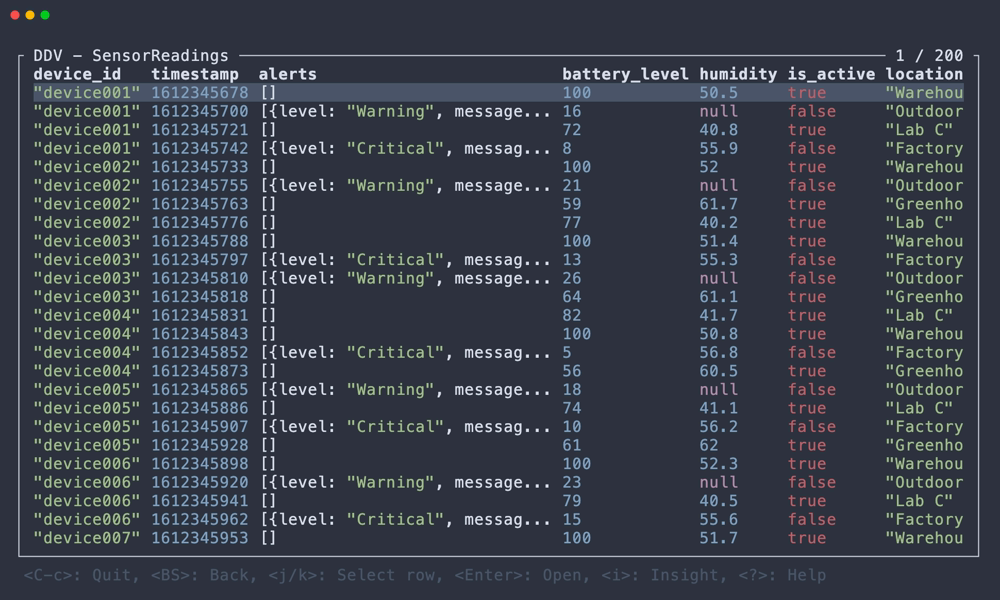 DDV – SensorReadings 1 / 200
device_id timestamp alerts battery_level humidity is_active location
"device001" 1612345678 [] 100 50.5 true "Warehou
"device001" 1612345700 [{level: "Warning", message... 16 null false "Outdoor
"device001" 1612345721 [] 72 40.8 true "Lab C"
"device001" 1612345742 [{level: "Critical", messag... 8 55.9 false "Factory
"device002" 1612345733 [] 100 52 true "Warehou
"device002" 1612345755 [{level: "Warning", message... 21 null false "Outdoor
"device002" 1612345763 [] 59 61.7 true "Greenho
"device002" 1612345776 [] 77 40.2 true "Lab C"
"device003" 1612345788 [] 100 51.4 true "Warehou
"device003" 1612345797 [{level: "Critical", messag... 13 55.3 false "Factory
"device003" 1612345810 [{level: "Warning", message... 26 null false "Outdoor
"device003" 1612345818 [] 64 61.1 true "Greenho
"device004" 1612345831 [] 82 41.7 true "Lab C"
"device004" 1612345843 [] 100 50.8 true "Warehou
"device004" 1612345852 [{level: "Critical", messag... 5 56.8 false "Factory
"device004" 1612345873 [] 56 60.5 true "Greenho
"device005" 1612345865 [{level: "Warning", message... 18 null false "Outdoor
"device005" 1612345886 [] 74 41.1 true "Lab C"
"device005" 1612345907 [{level: "Critical", messag... 10 56.2 false "Factory
"device005" 1612345928 [] 61 62 true "Greenho
"device006" 1612345898 [] 100 52.3 true "Warehou
"device006" 1612345920 [{level: "Warning", message... 23 null false "Outdoor
"device006" 1612345941 [] 79 40.5 true "Lab C"
"device006" 1612345962 [{level: "Critical", messag... 15 55.6 false "Factory
"device007" 1612345953 [] 100 51.7 true "Warehou
<C-c>: Quit, <BS>: Back, <j/k>: Select row, <Enter>: Open, <i>: Insight, <?>: Help